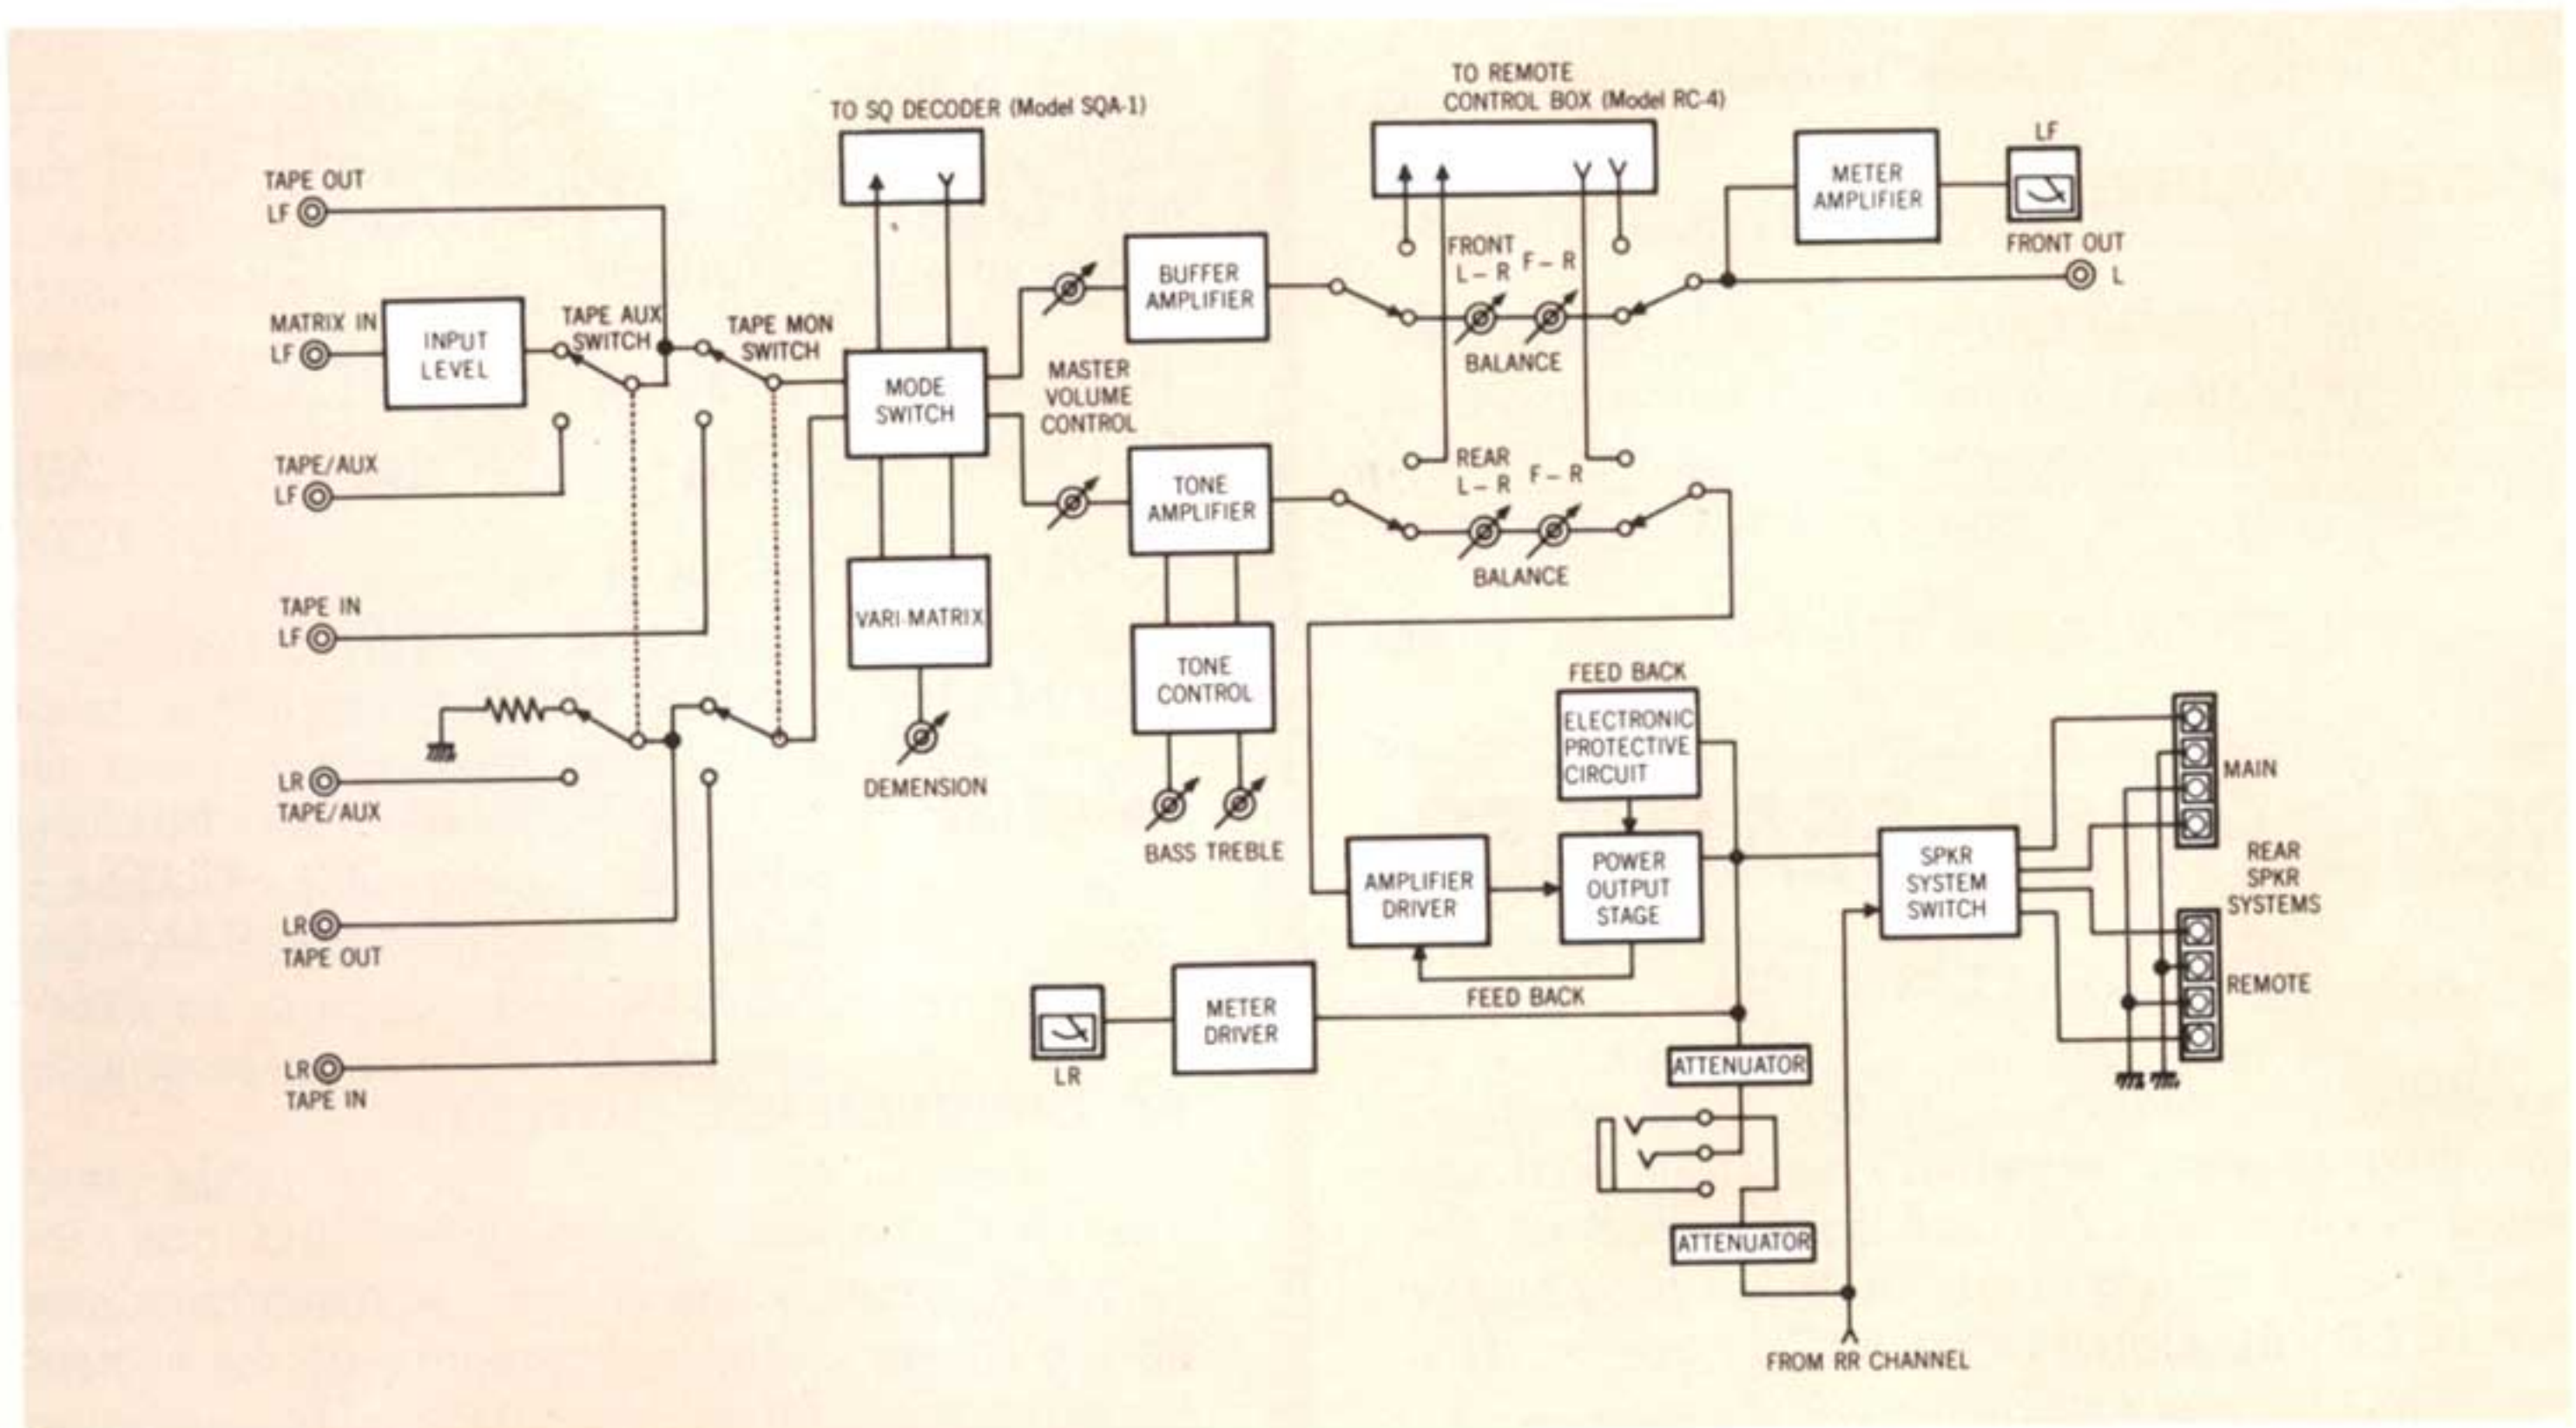 TO REMOTE
CONTROL BOX (Model RC-4)
TO SQ DECODER (Model SQA-1)
LF
TAPE OUT
LF
METER
AMPLIFIER
FRONT OUT
L
FRONT
L-R F-R
BUFFER
AMPLIFIER
MATRIX IN
LF
INPUT
LEVEL
TAPE AUX
SWITCH
TAPE MON
SWITCH
BALANCE
MODE
SWITCH
MASTER
VOLUME
CONTROL
TAPE/AUX
LF
REAR
L-R F-R
TONE
AMPLIFIER
BALANCE
TAPE IN
LF
VARI-MATRIX
TONE
CONTROL
FEED BACK
ELECTRONIC
PROTECTIVE
CIRCUIT
LR
TAPE/AUX
DEMENSION
MAIN
BASS TREBLE
AMPLIFIER
DRIVER
POWER
OUTPUT
STAGE
SPKR
SYSTEM
SWITCH
REAR
SPKR
SYSTEMS
LR
TAPE OUT
FEED BACK
REMOTE
METER
DRIVER
LR
LR
TAPE IN
ATTENUATOR
ATTENUATOR
FROM RR CHANNEL